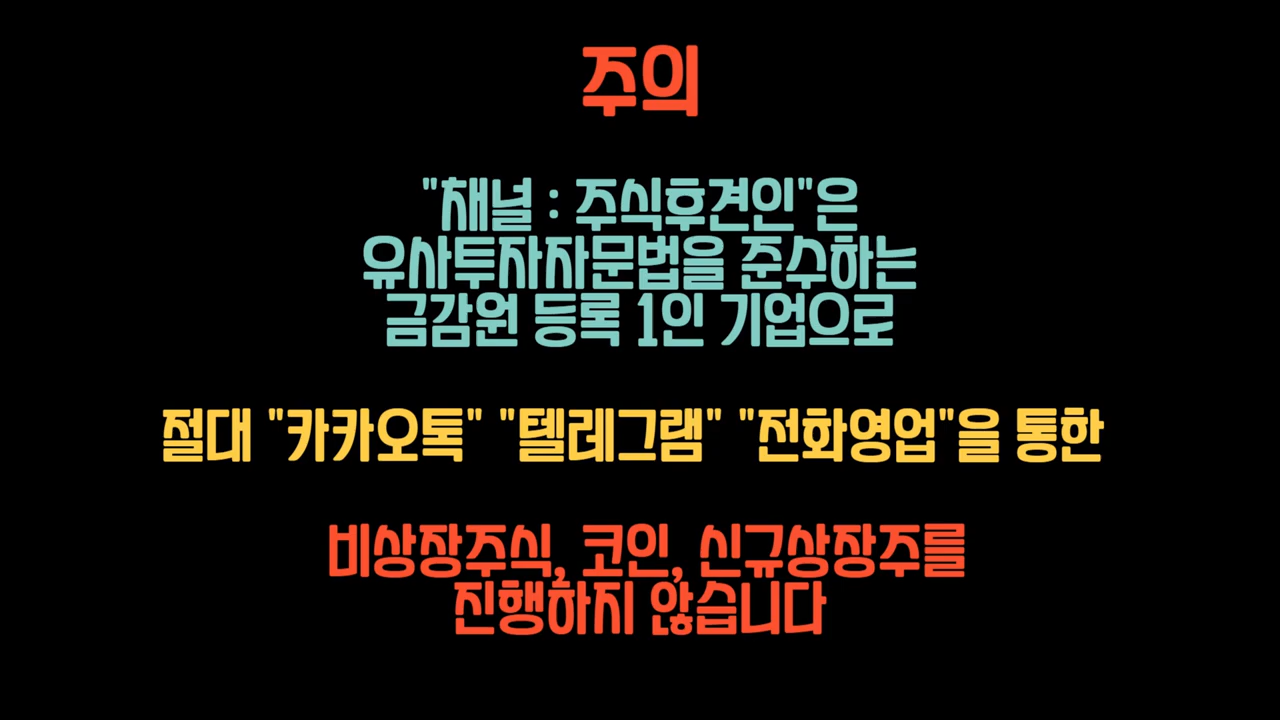 주의
"채널 : 주식후견인"은
유사투자자문법을 준수하는
금감원 등록 1인 기업으로
절대 "카카오톡" "텔레그램" "전화영업"을 통한
비상장주식, 코인, 신규상장주를
진행하지 않습니다